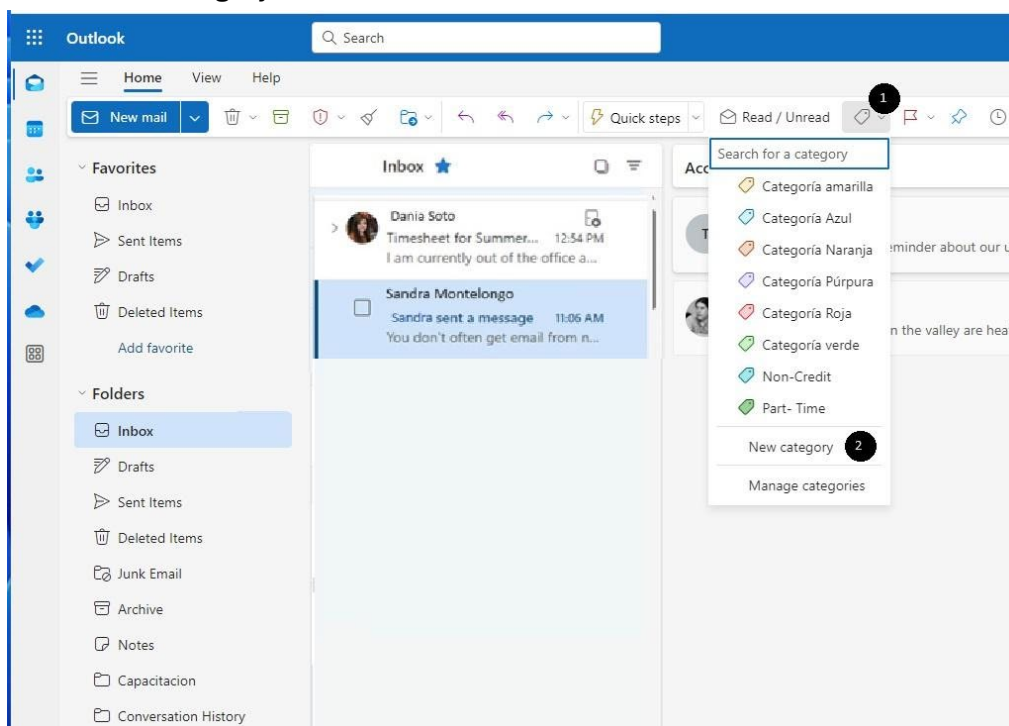 Outlook
Search
Home View Help
New mail
Quick steps
Read / Unread
1
Favorites
Inbox
Sent Items
Drafts
Deleted Items
Add favorite
Folders
Inbox
Drafts
Sent Items
Deleted Items
Junk Email
Archive
Notes
Capacitacion
Conversation History
Inbox
Dania Soto
Timesheet for Summer... 12:54 PM
I am currently out of the office a...
Sandra Montelongo
Sandra sent a message 11:06 AM
You don't often get email from n...
Acc
T
eminder about our u
n the valley are hea
Search for a category
Categoría amarilla
Categoría Azul
Categoría Naranja
Categoría Púrpura
Categoría Roja
Categoría verde
Non-Credit
Part- Time
New category 2
Manage categories